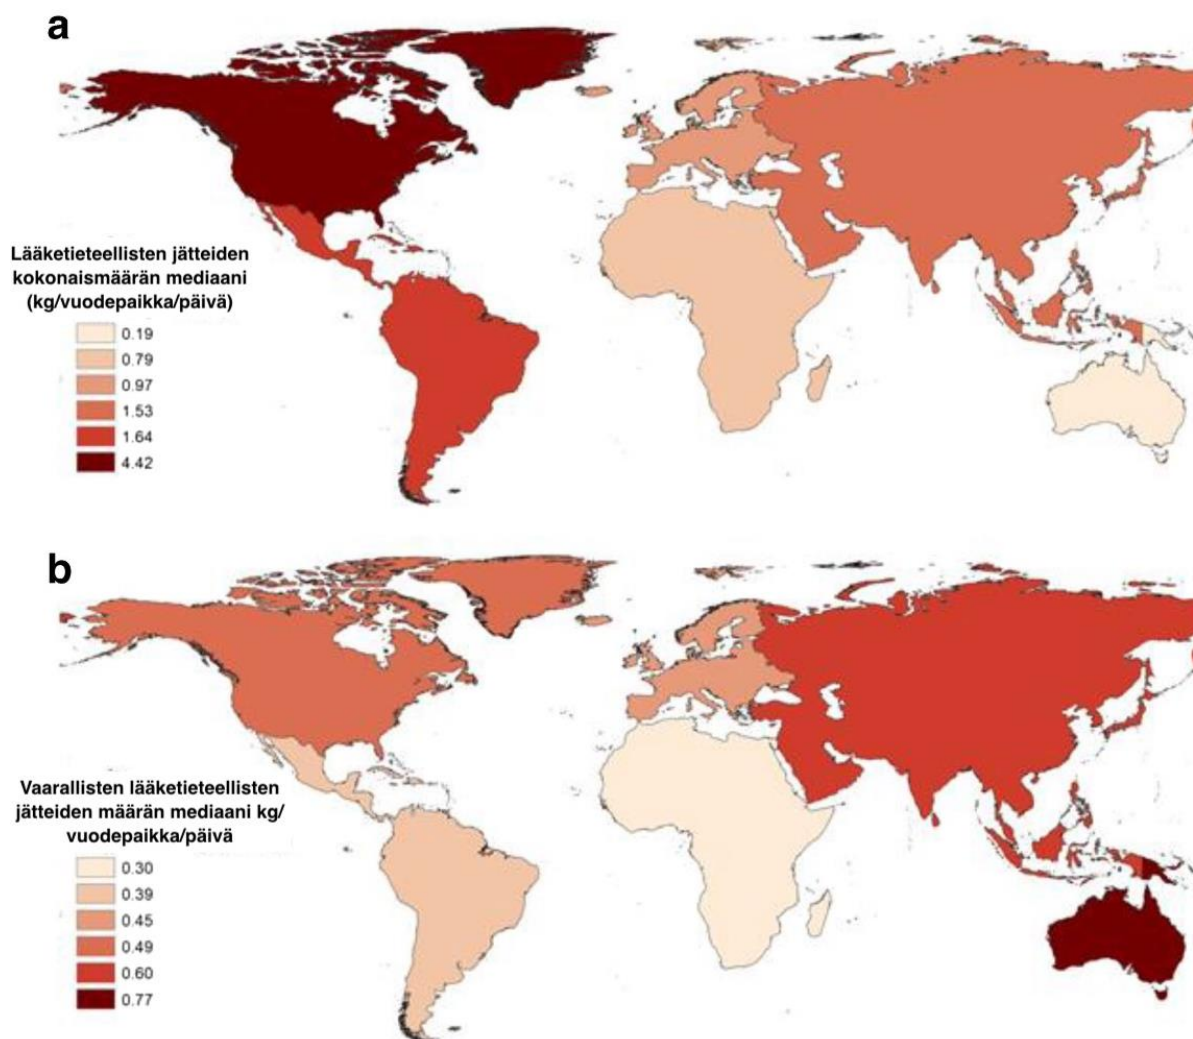 a
Lääketieteellisten jätteiden
kokonaismäärän mediaani
(kg/vuodepaikka/päivä)
0.19
0.79
0.97
1.53
1.64
4.42
b
Vaarallisten lääketieteellisten
jätteiden määrän mediaani kg/
vuodepaikka/päivä
0.30
0.39
0.45
0.49
0.60
0.77